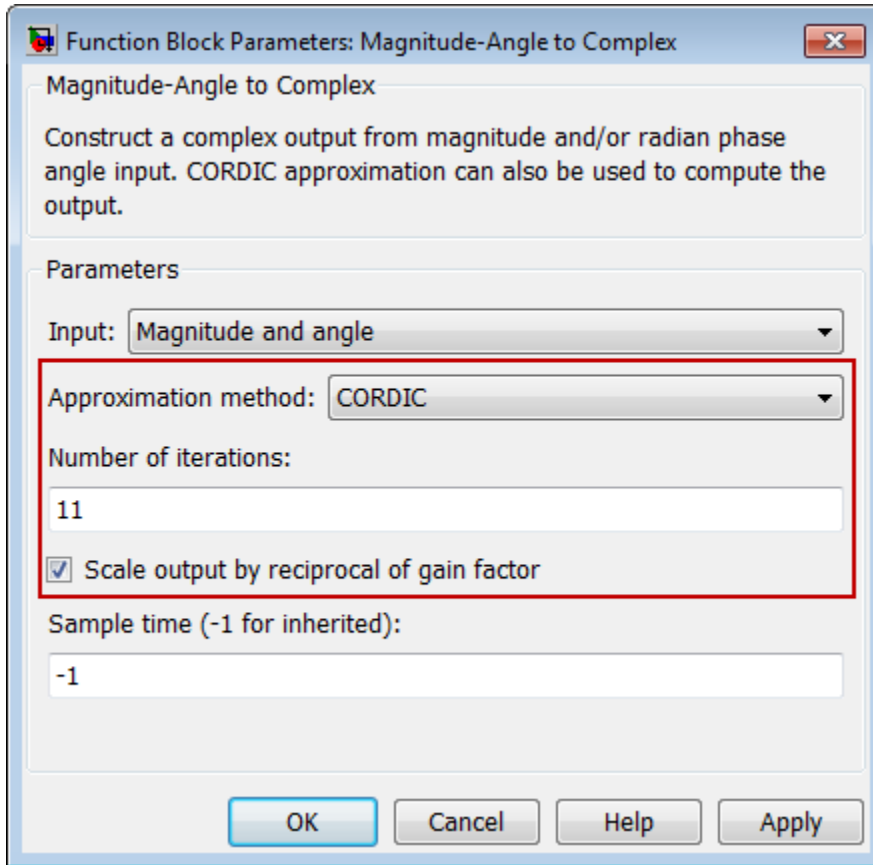 Function Block Parameters: Magnitude-Angle to Complex
Magnitude-Angle to Complex
Construct a complex output from magnitude and/or radian phase
angle input. CORDIC approximation can also be used to compute the
output.
Parameters
Input: Magnitude and angle
Approximation method: CORDIC
Number of iterations:
11
Scale output by reciprocal of gain factor
Sample time (-1 for inherited):
-1
OK Cancel Help Apply